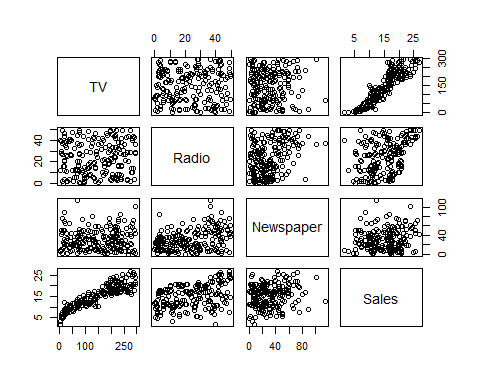 0 20 40
5 15 25
TV
0 150 300
0 20 40
Radio
Newspaper
0 40 100
5 15 25
Sales
0 100 250
0 40 80